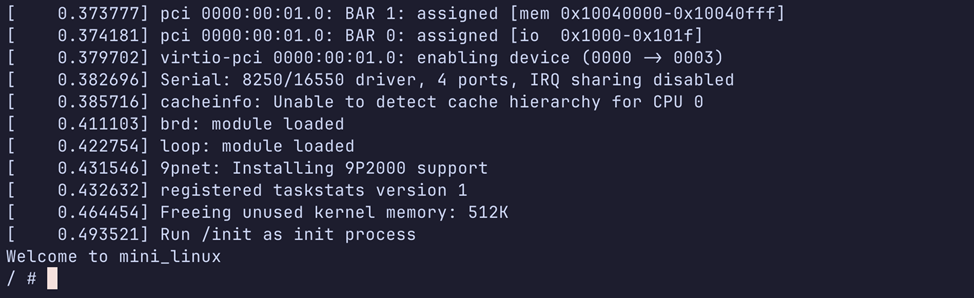 [    0.373777] pci 0000:00:01.0: BAR 1: assigned [mem 0x10040000-0x10040fff]
[    0.374181] pci 0000:00:01.0: BAR 0: assigned [io  0x1000-0x101f]
[    0.379702] virtio-pci 0000:00:01.0: enabling device (0000 -> 0003)
[    0.382696] Serial: 8250/16550 driver, 4 ports, IRQ sharing disabled
[    0.385716] cacheinfo: Unable to detect cache hierarchy for CPU 0
[    0.411103] brd: module loaded
[    0.422754] loop: module loaded
[    0.431546] 9pnet: Installing 9P2000 support
[    0.432632] registered taskstats version 1
[    0.464454] Freeing unused kernel memory: 512K
[    0.493521] Run /init as init process
Welcome to mini_linux
/ #